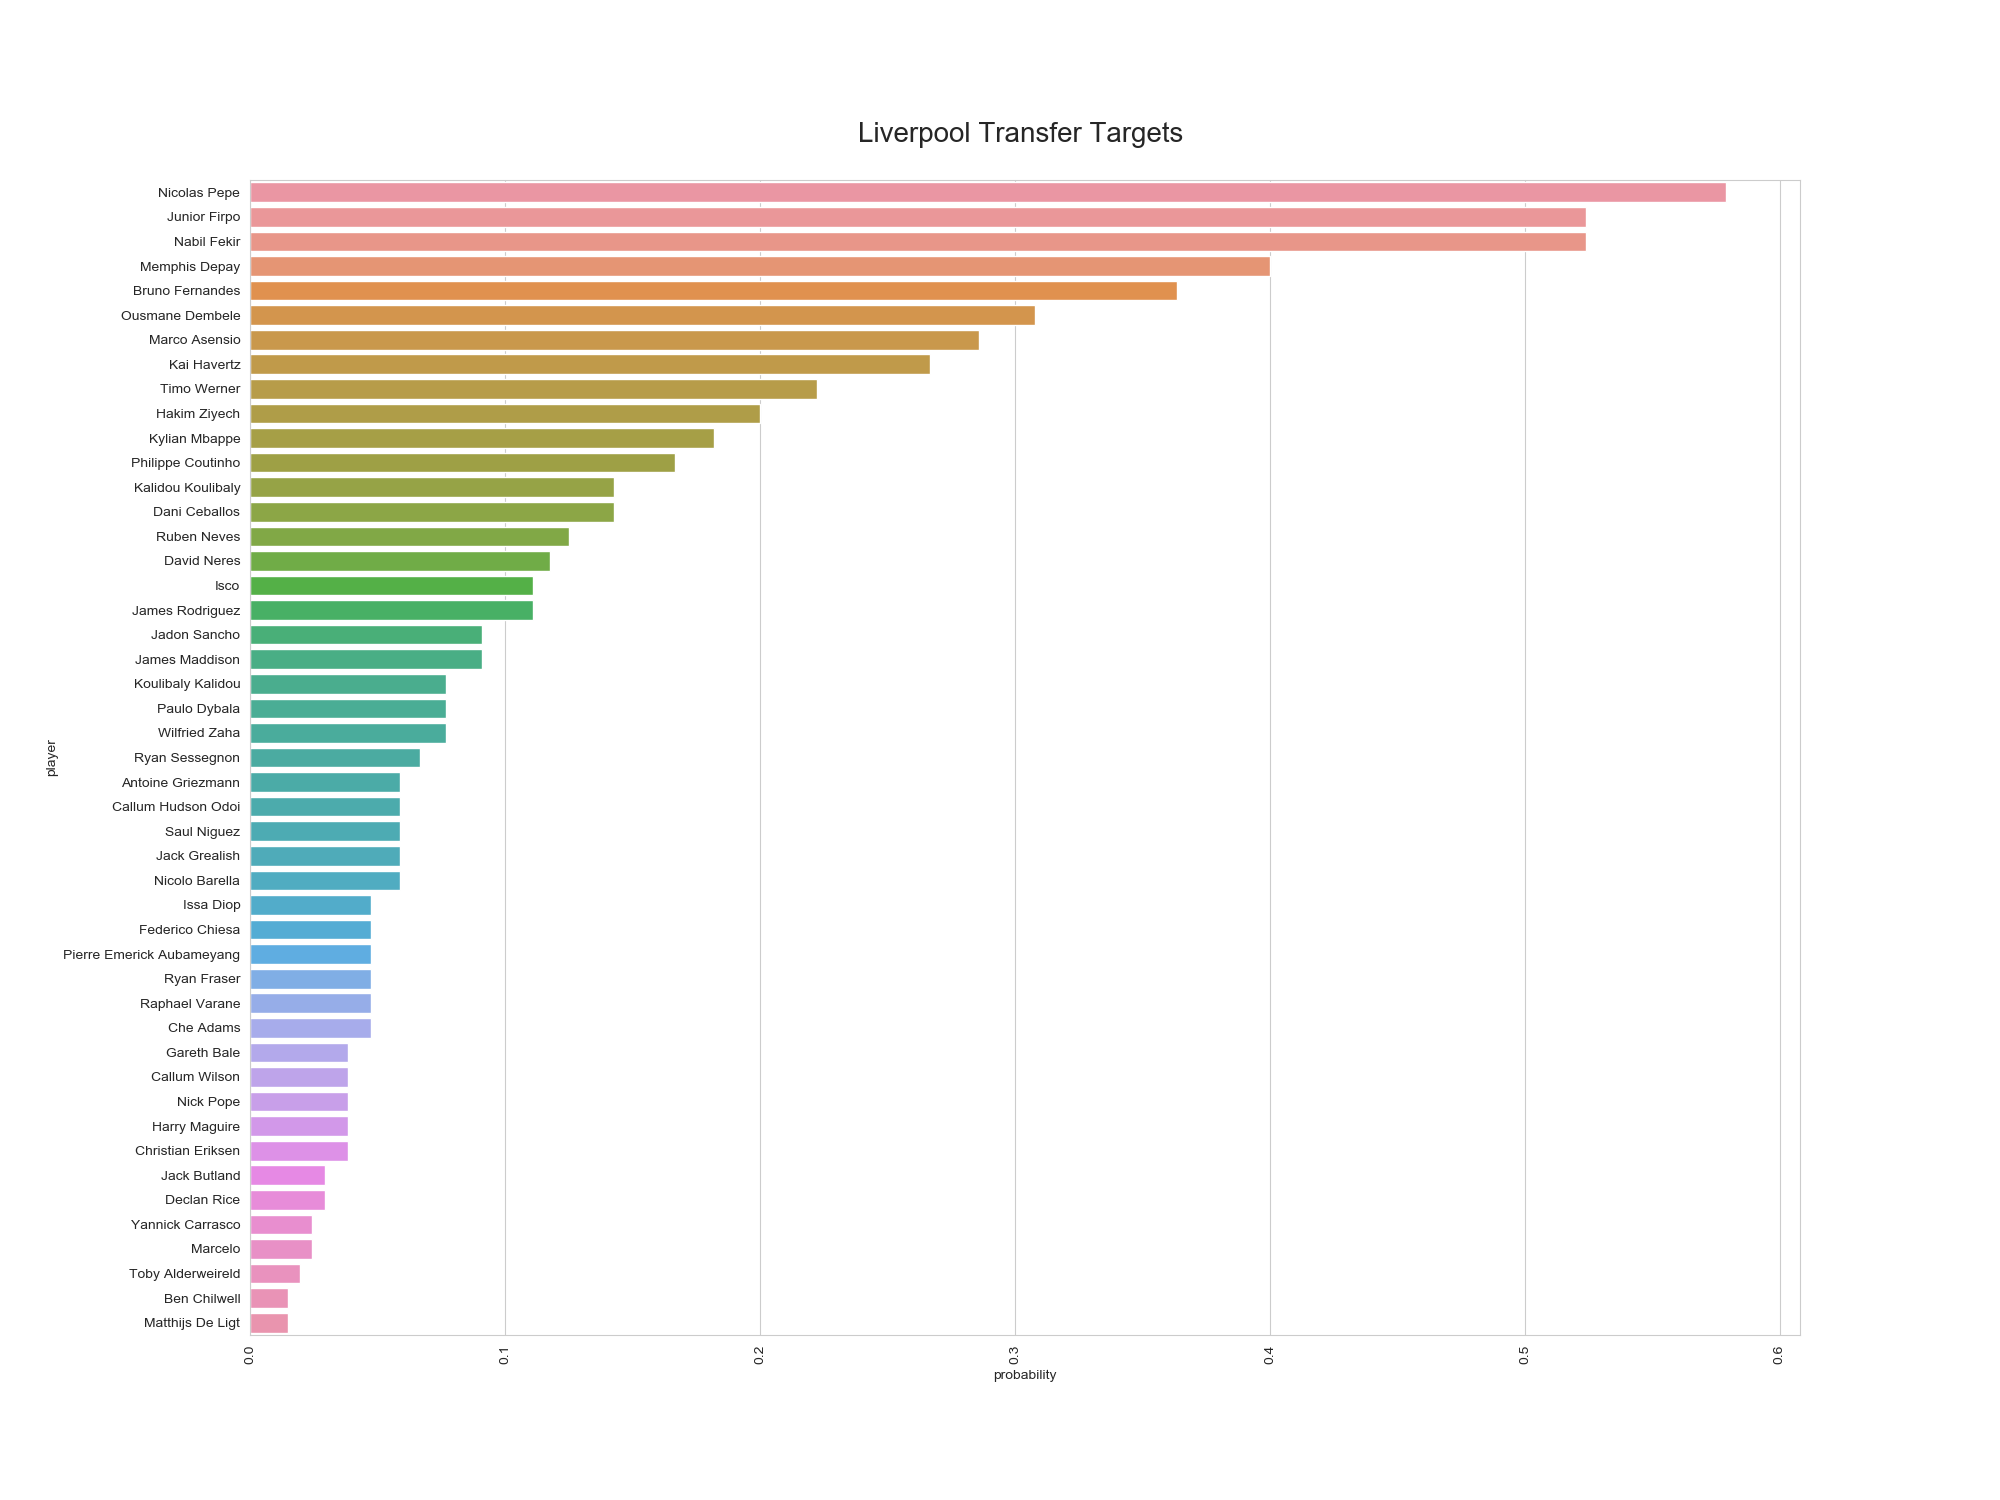 Liverpool Transfer Targets
Nicolas Pepe
Junior Firpo
Nabil Fekir
Memphis Depay
Bruno Fernandes
Ousmane Dembele
Marco Asensio
Kai Havertz
Timo Werner
Hakim Ziyech
Kylian Mbappe
Philippe Coutinho
Kalidou Koulibaly
Dani Ceballos
Ruben Neves
David Neres
Isco
James Rodriguez
Jadon Sancho
James Maddison
Koulibaly Kalidou
Paulo Dybala
Wilfried Zaha
Ryan Sessegnon
Antoine Griezmann
Callum Hudson Odoi
Saul Niguez
Jack Grealish
Nicolo Barella
Issa Diop
Federico Chiesa
Pierre Emerick Aubameyang
Ryan Fraser
Raphael Varane
Che Adams
Gareth Bale
Callum Wilson
Nick Pope
Harry Maguire
Christian Eriksen
Jack Butland
Declan Rice
Yannick Carrasco
Marcelo
Toby Alderweireld
Ben Chilwell
Matthijs De Ligt
player
0.0
0.1
0.2
0.3
0.4
0.5
0.6
probability